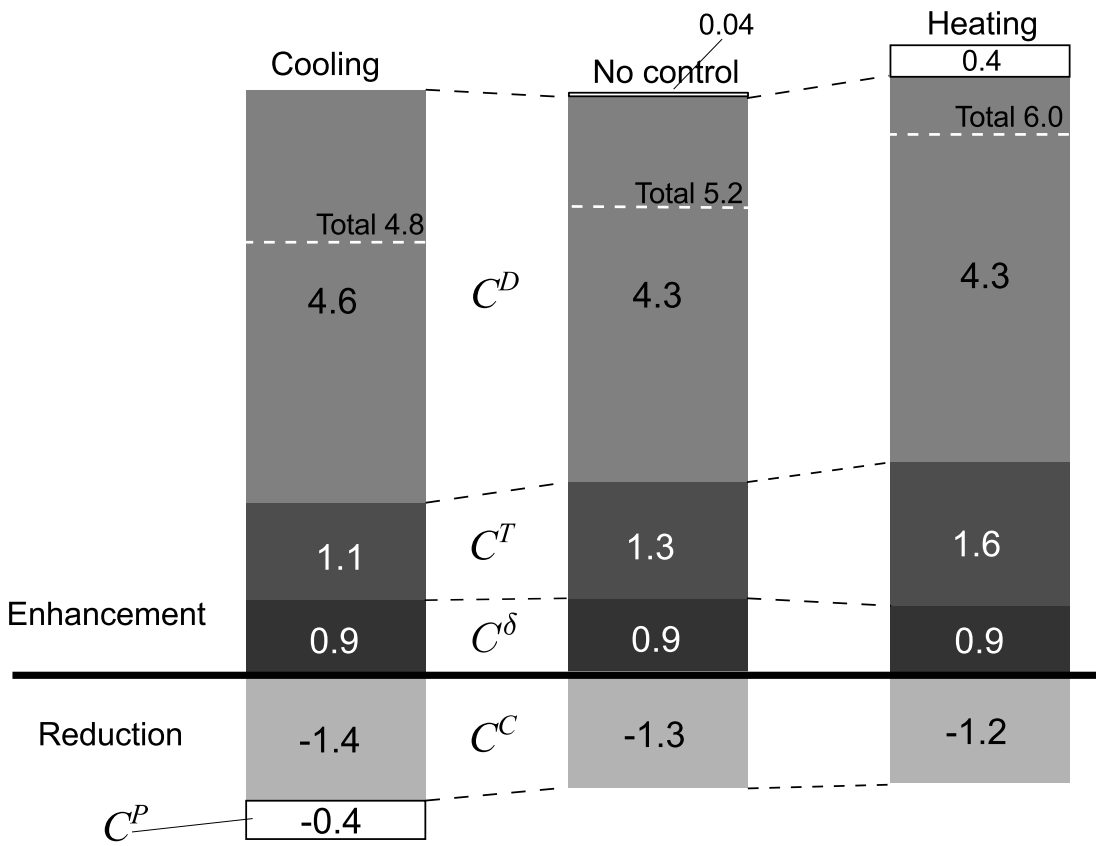 0.04
Heating
Cooling
No control
0.4
Total 6.0
Total 5.2
Total 4.8
4.6
C^D
4.3
4.3
1.1
C^T
1.3
1.6
Enhancement
0.9
C^δ
0.9
0.9
Reduction
-1.4
C^C
-1.3
-1.2
C^P
-0.4